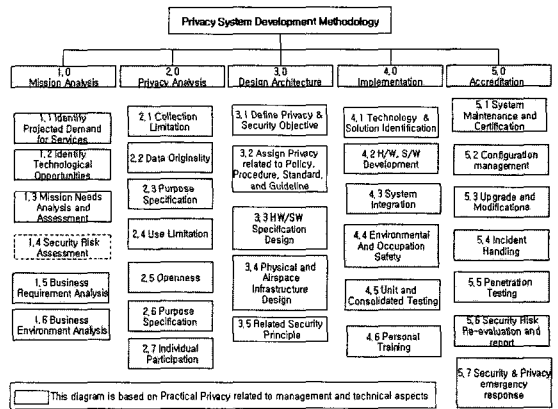 Privacy System Development Methodology
1,0
Mission Analysis
2,0
Privacy Analysis
3,0
Design Architecture
4,0
Implementation
5,0
Accreditation
1,1 Identify
Projected Demand
for Services
1,2 Identify
Technological
Opportunities
1,3 Mission Needs
Analysis and
Assessment
1,4 Security Risk
Assessment
1,5 Business
Requirement Analysis
1,6 Business
Environment Analysis
2,1 Collection
Limitation
2,2 Data Originality
2,3 Purpose
Specification
2,4 Use Limitation
2,5 Openness
2,6 Purpose
Specification
2,7 Individual
Participation
3,1 Define Privacy &
Security Objective
3,2 Assign Privacy
related to Policy,
Procedure, Standard,
and Guideline
3,3 HW/SW
Specification
Design
3,4 Physical and
Airspace
Infrastructure
Design
3,5 Related Security
Principle
4,1 Technology &
Solution Identification
4,2 H/W, S/W
Development
4,3 System
Integration
4,4 Environmental
And Occupation
Safety
4,5 Unit and
Consolidated Testing
4,6 Personal
Training
5,1 System
Maintenance and
Certification
5,2 Configuration
management
5,3 Upgrade and
Modifications
5,4 Incident
Handling
5,5 Penetration
Testing
5,6 Security Risk
Re-evaluation and
report
5,7 Security & Privacy
emergency
response
This diagram is based on Practical Privacy related to management and technical aspects